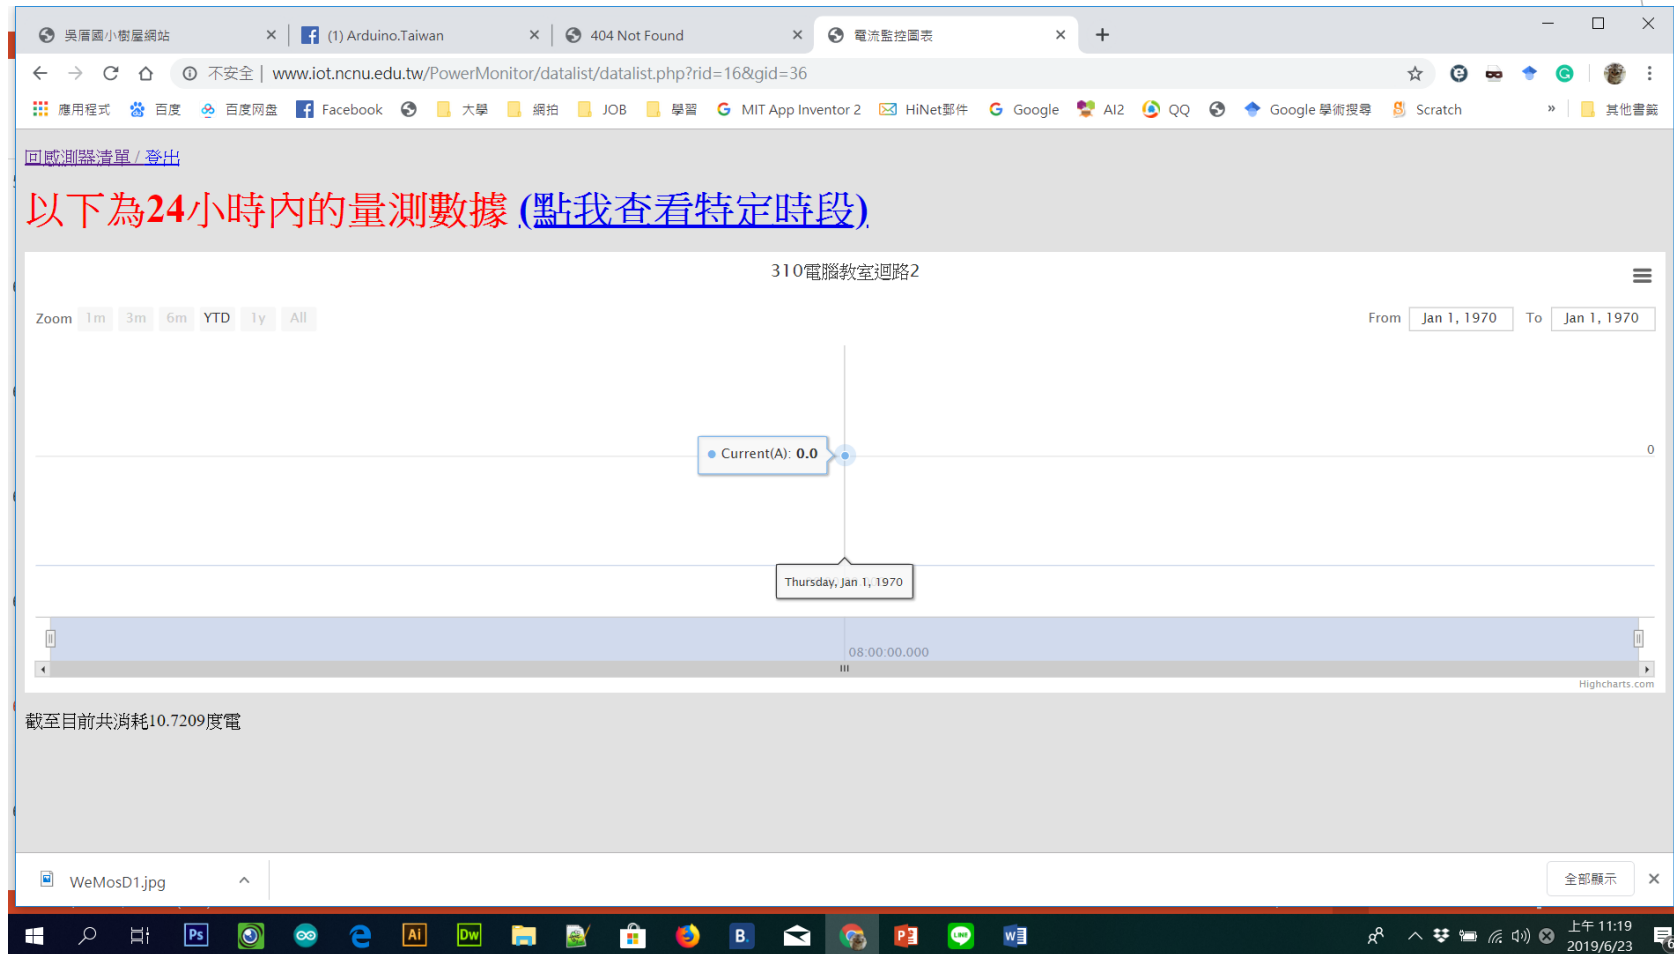 吳厝國小樹屋網站
(1) Arduino.Taiwan
404 Not Found
電流監控圖表
不安全 | www.iot.ncnu.edu.tw/PowerMonitor/datalist/datalist.php?rid=16&gid=36
應用程式 百度 百度网盘 Facebook 大學 網拍 JOB 學習 MIT App Inventor 2 HiNet郵件 Google AI2 QQ Google 學術搜尋 Scratch » 其他書籤
回感測器清單 / 登出
以下為24小時內的量測數據 (點我查看特定時段)
310電腦教室迴路2
Zoom 1m 3m 6m YTD 1y All From Jan 1, 1970 To Jan 1, 1970
0
Current(A): 0.0
Thursday, Jan 1, 1970
08:00:00.000
Highcharts.com
截至目前共消耗10.7209度電
WeMosD1.jpg
全部顯示
Ps Ai Dw B. LINE
上午 11:19
2019/6/23